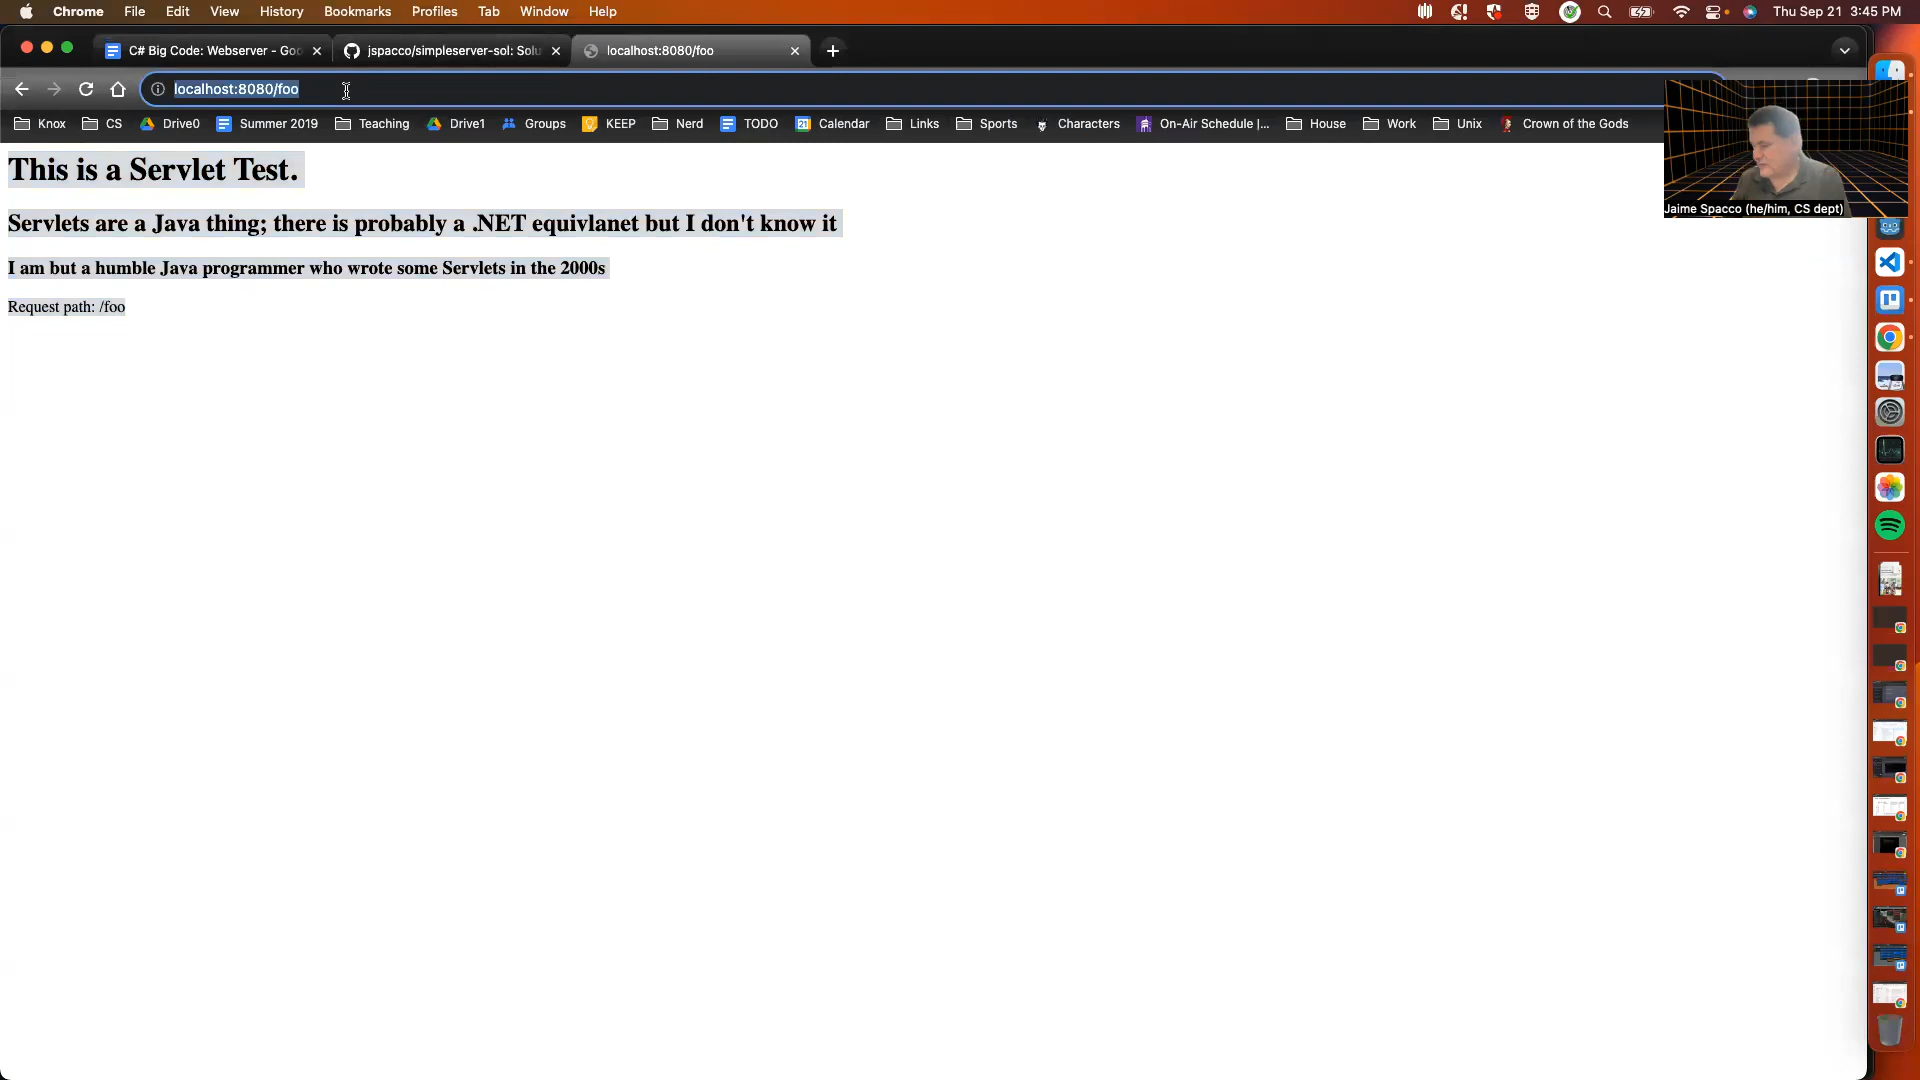 Chrome File Edit View History Bookmarks Profiles Tab Window Help Thu Sep 21 3:45 PM
C# Big Code: Webserver - Goo jspacco/simpleserver-sol: Solu localhost:8080/foo
localhost:8080/foo
Knox CS Drive0 Summer 2019 Teaching Drive1 Groups KEEP Nerd TODO Calendar Links Sports Characters On-Air Schedule |... House Work Unix Crown of the Gods
This is a Servlet Test.
Jaime Spacco (he/him, CS dept)
Servlets are a Java thing; there is probably a .NET equivlanet but I don't know it
I am but a humble Java programmer who wrote some Servlets in the 2000s
Request path: /foo